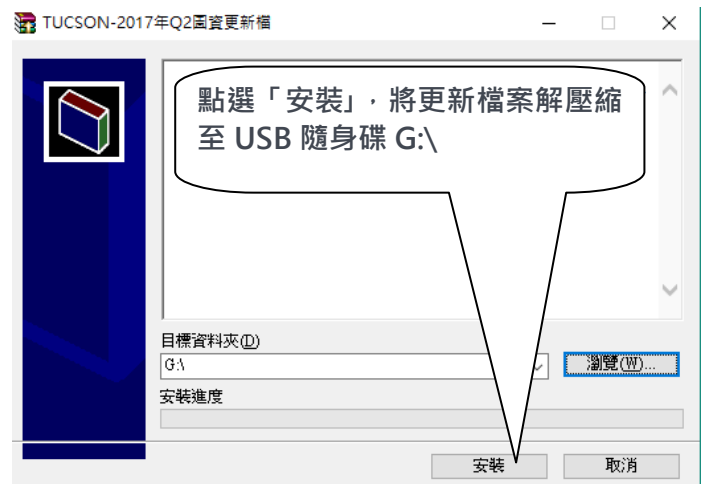 TUCSON-2017年Q2圖資更新檔
點選「安裝」，將更新檔案解壓縮
至 USB 隨身碟 G:\
目標資料夾(D)
G:\
瀏覽(W)...
安裝進度
安裝
取消